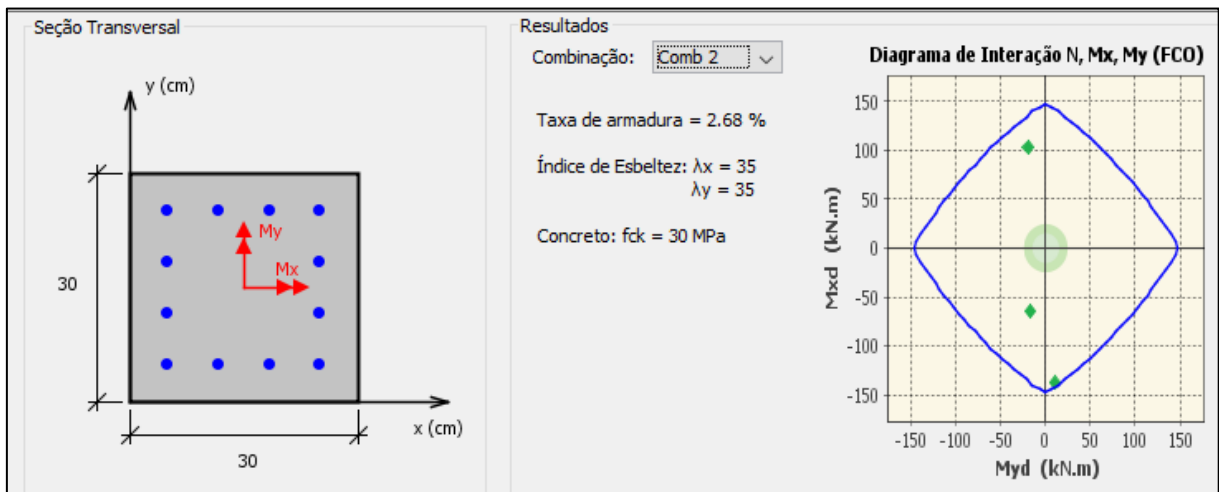 Seção Transversal
y (cm)
My
Mx
30
x (cm)
30
Resultados
Combinação: Comb 2
Taxa de armadura = 2.68 %
Índice de Esbeltez: λx = 35
λy = 35
Concreto: fck = 30 MPa
Diagrama de Interação N, Mx, My (FCO)
Mxd (kN.m)
150
100
50
0
-50
-100
-150
-150 -100 -50 0 50 100 150
Myd (kN.m)